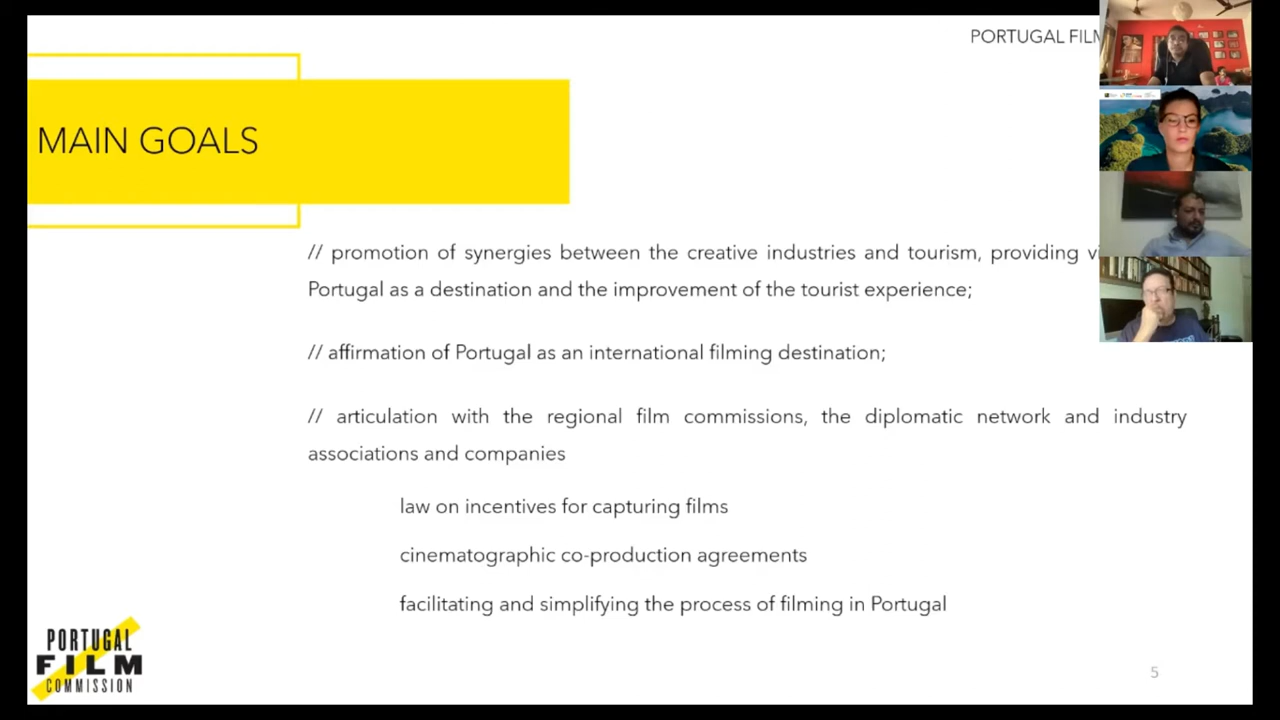 PORTUGAL FILM
MAIN GOALS
// promotion of synergies between the creative industries and tourism, providing
Portugal as a destination and the improvement of the tourist experience;
// affirmation of Portugal as an international filming destination;
// articulation with the regional film commissions, the diplomatic network and industry
associations and companies
law on incentives for capturing films
cinematographic co-production agreements
facilitating and simplifying the process of filming in Portugal
PORTUGAL
FILM
COMMISSION
5